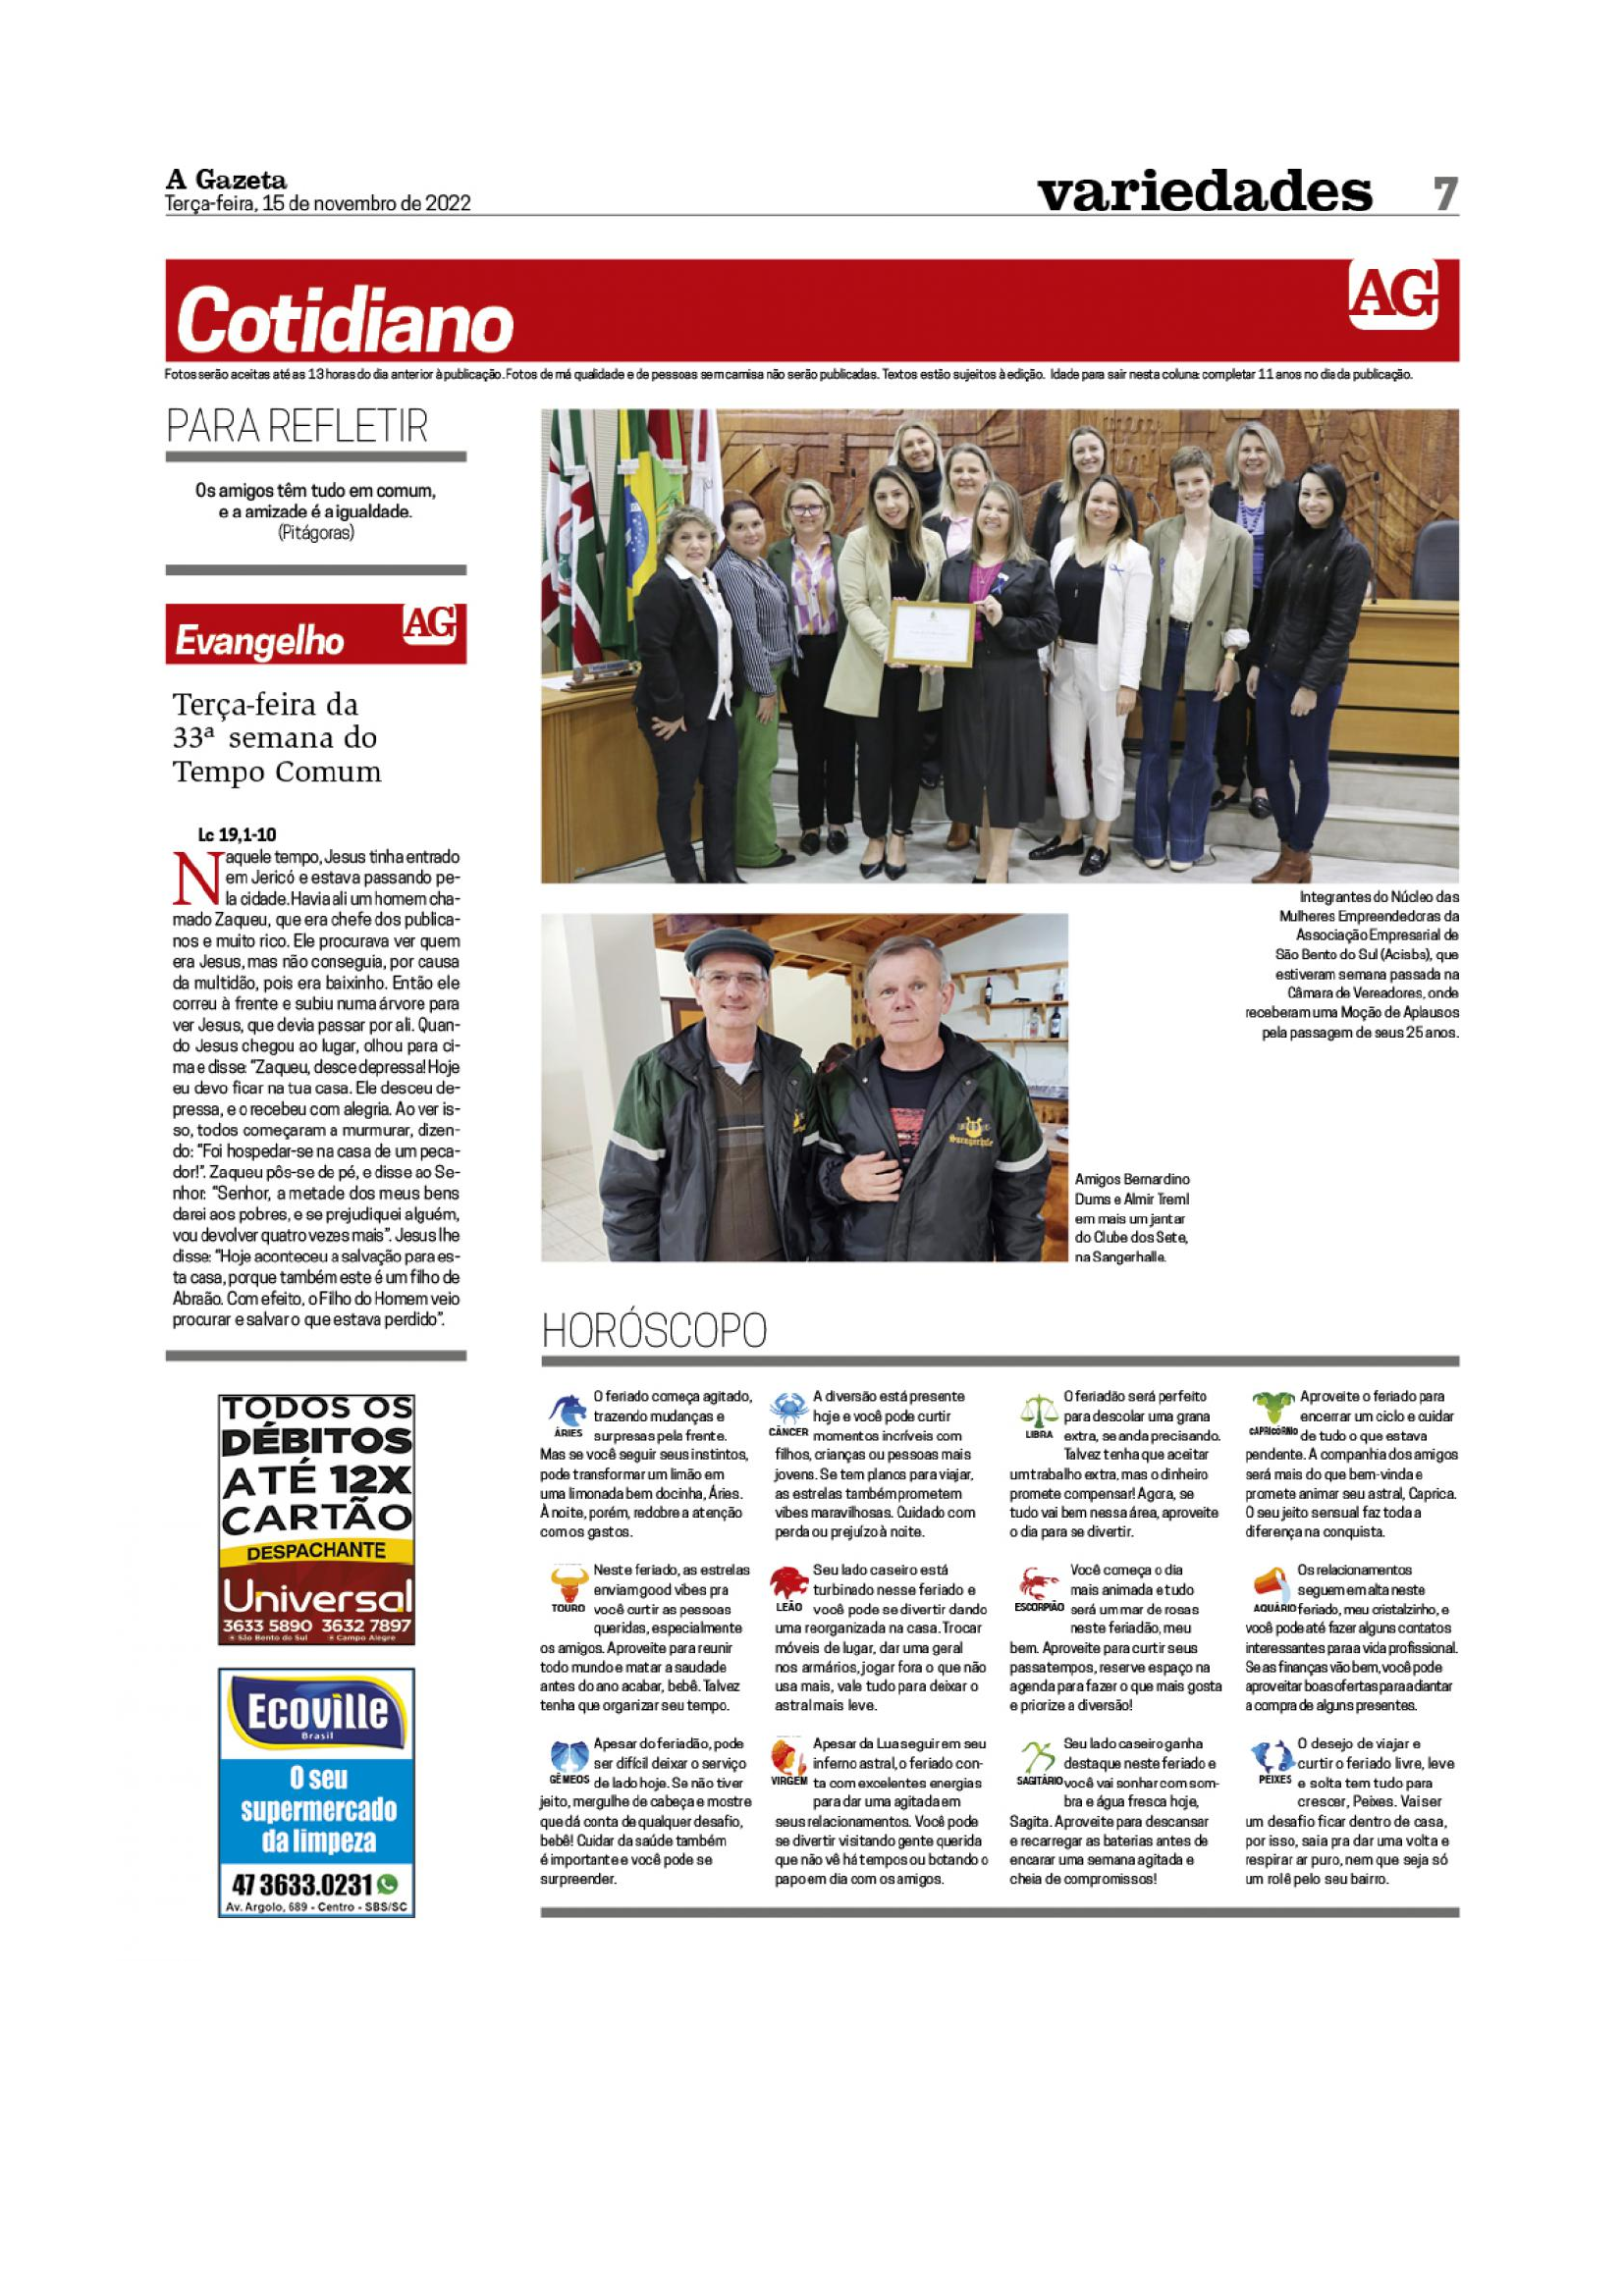 A Gazeta
Terça-feira, 15 de novembro de 2022
variedades 7
Cotidiano
AG
Fotos serão aceitas até as 13 horas do dia anterior à publicação. Fotos de má qualidade e de pessoas sem camisa não serão publicadas. Textos estão sujeitos à edição. Idade para sair nesta coluna: completar 11 anos no dia da publicação.
PARA REFLETIR
Os amigos têm tudo em comum,
e a amizade é a igualdade.
(Pitágoras)
Evangelho
AG
Terça-feira da
33ª semana do
Tempo Comum
Lc 19,1-10
Naquele tempo, Jesus tinha entrado
em Jericó e estava passando pe-
la cidade. Havia ali um homem cha-
mado Zaqueu, que era chefe dos publica-
nos e muito rico. Ele procurava ver quem
era Jesus, mas não conseguia, por causa
da multidão, pois era baixinho. Então ele
correu à frente e subiu numa árvore para
ver Jesus, que devia passar por ali. Quan-
do Jesus chegou ao lugar, olhou para ci-
ma e disse: "Zaqueu, desce depressa! Hoje
eu devo ficar na tua casa. Ele desceu de-
pressa, e o recebeu com alegria. Ao ver is-
so, todos começaram a murmurar, dizen-
do: "Foi hospedar-se na casa de um peca-
dor!". Zaqueu pôs-se de pé, e disse ao Se-
nhor: "Senhor, a metade dos meus bens
darei aos pobres, e se prejudiquei alguém,
vou devolver quatro vezes mais". Jesus lhe
disse: "Hoje aconteceu a salvação para es-
ta casa, porque também este é um filho de
Abraão. Com efeito, o Filho do Homem veio
procurar e salvar o que estava perdido".
TODOS OS
DÉBITOS
ATÉ 12X
CARTÃO
DESPACHANTE
Universal
3633 5890 3632 7897
São Bento do Sul Campo Alegre
Ecoville
Brasil
O seu
supermercado
da limpeza
47 3633.0231
Av. Argolo, 689 - Centro - SBS/SC
Integrantes do Núcleo das
Mulheres Empreendedoras da
Associação Empresarial de
São Bento do Sul (Acisbs), que
estiveram semana passada na
Câmara de Vereadores, onde
receberam uma Moção de Aplausos
pela passagem de seus 25 anos.
Saengerhalle
Amigos Bernardino
Dums e Almir Treml
em mais um jantar
do Clube dos Sete,
na Sangerhalle.
HORÓSCOPO
ÁRIES
O feriado começa agitado,
trazendo mudanças e
surpresas pela frente.
Mas se você seguir seus instintos,
pode transformar um limão em
uma limonada bem docinha, Áries.
À noite, porém, redobre a atenção
com os gastos.
TOURO
Neste feriado, as estrelas
enviam good vibes pra
você curtir as pessoas
queridas, especialmente
os amigos. Aproveite para reunir
todo mundo e matar a saudade
antes do ano acabar, bebê. Talvez
tenha que organizar seu tempo.
GÊMEOS
Apesar do feriadão, pode
ser difícil deixar o serviço
de lado hoje. Se não tiver
jeito, mergulhe de cabeça e mostre
que dá conta de qualquer desafio,
bebê! Cuidar da saúde também
é importante e você pode se
surpreender.
CÂNCER
A diversão está presente
hoje e você pode curtir
momentos incríveis com
filhos, crianças ou pessoas mais
jovens. Se tem planos para viajar,
as estrelas também prometem
vibes maravilhosas. Cuidado com
perda ou prejuízo à noite.
LEÃO
Seu lado caseiro está
turbinado nesse feriado e
você pode se divertir dando
uma reorganizada na casa. Trocar
móveis de lugar, dar uma geral
nos armários, jogar fora o que não
usa mais, vale tudo para deixar o
astral mais leve.
VIRGEM
Apesar da Lua seguir em seu
inferno astral, o feriado con-
ta com excelentes energias
para dar uma agitada em
seus relacionamentos. Você pode
se divertir visitando gente querida
que não vê há tempos ou botando o
papo em dia com os amigos.
LIBRA
O feriadão será perfeito
para descolar uma grana
extra, se anda precisando.
Talvez tenha que aceitar
um trabalho extra, mas o dinheiro
promete compensar! Agora, se
tudo vai bem nessa área, aproveite
o dia para se divertir.
ESCORPIÃO
Você começa o dia
mais animada e tudo
será um mar de rosas
neste feriadão, meu
bem. Aproveite para curtir seus
passatempos, reserve espaço na
agenda para fazer o que mais gosta
e priorize a diversão!
SAGITÁRIO
Seu lado caseiro ganha
destaque neste feriado e
você vai sonhar com som-
bra e água fresca hoje,
Sagita. Aproveite para descansar
e recarregar as baterias antes de
encarar uma semana agitada e
cheia de compromissos!
CAPRICÓRNIO
Aproveite o feriado para
encerrar um ciclo e cuidar
de tudo o que estava
pendente. A companhia dos amigos
será mais do que bem-vinda e
promete animar seu astral, Caprica.
O seu jeito sensual faz toda a
diferença na conquista.
AQUÁRIO
Os relacionamentos
seguem em alta neste
feriado, meu cristalzinho, e
você pode até fazer alguns contatos
interessantes para a vida profissional.
Se as finanças vão bem, você pode
aproveitar boas ofertas para adiantar
a compra de alguns presentes.
PEIXES
O desejo de viajar e
curtir o feriado livre, leve
e solta tem tudo para
crescer, Peixes. Vai ser
um desafio ficar dentro de casa,
por isso, saia pra dar uma volta e
respirar ar puro, nem que seja só
um rolê pelo seu bairro.